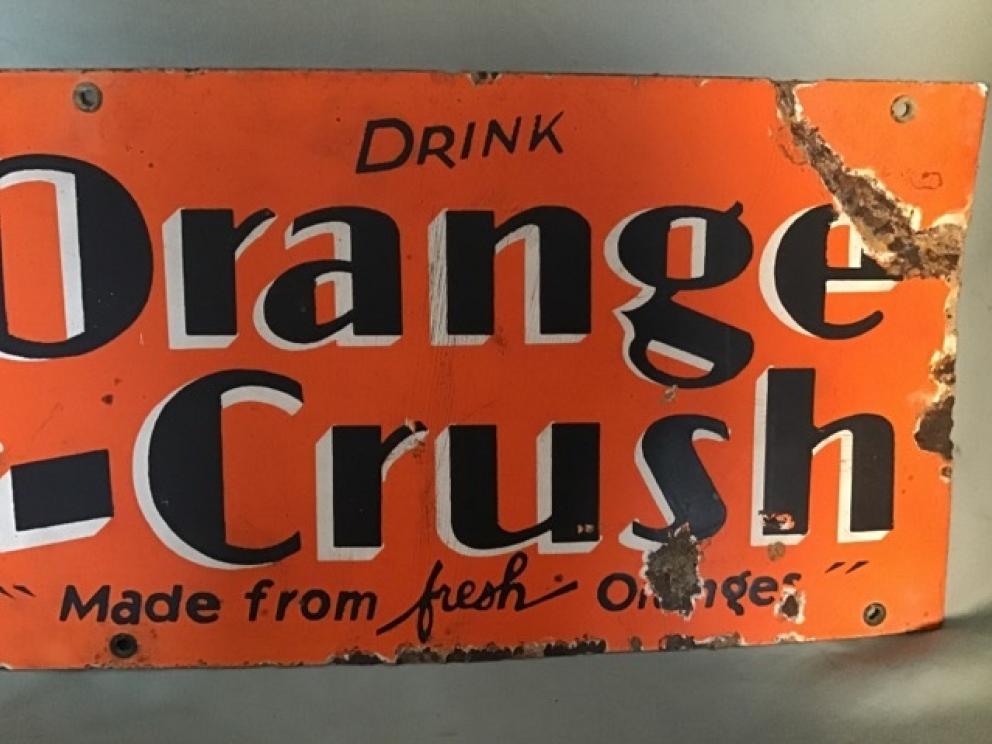 DRINK
Orange
-Crush
"Made from fresh Oranges"